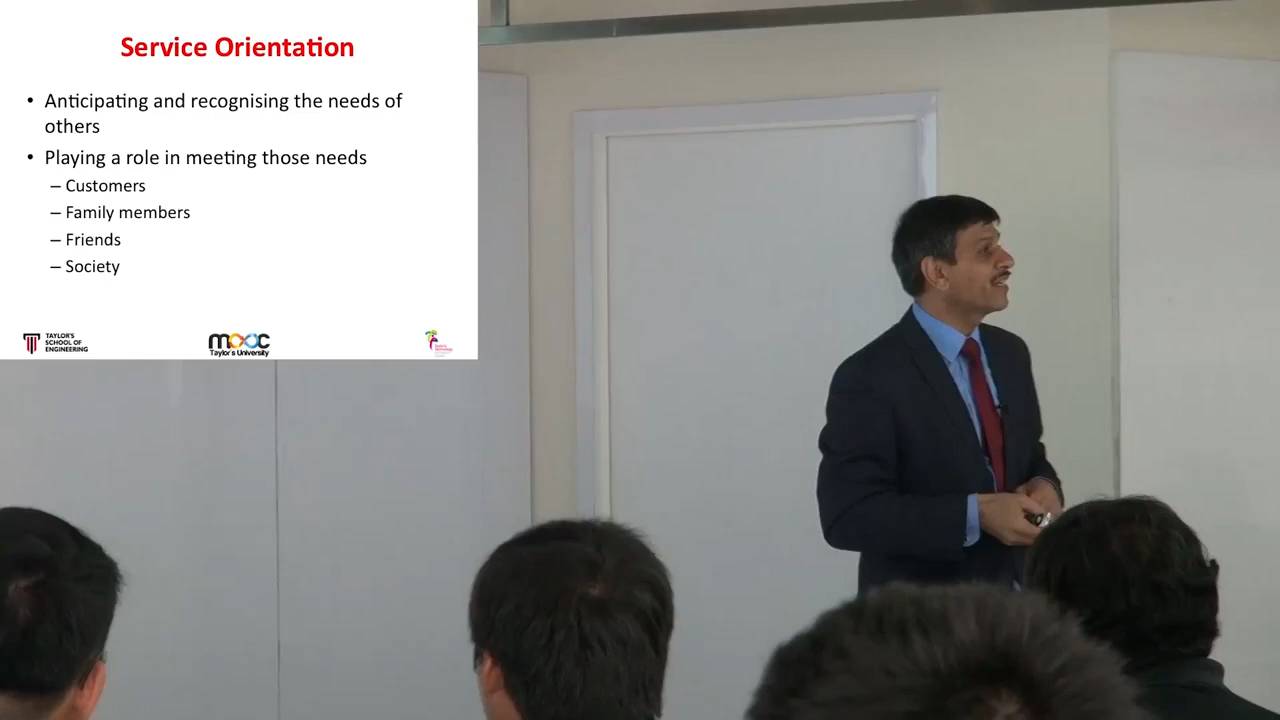 Service Orientation
• Anticipating and recognising the needs of
others
• Playing a role in meeting those needs
– Customers
– Family members
– Friends
– Society
TAYLOR'S
SCHOOL OF
ENGINEERING
mooc
Taylor's University